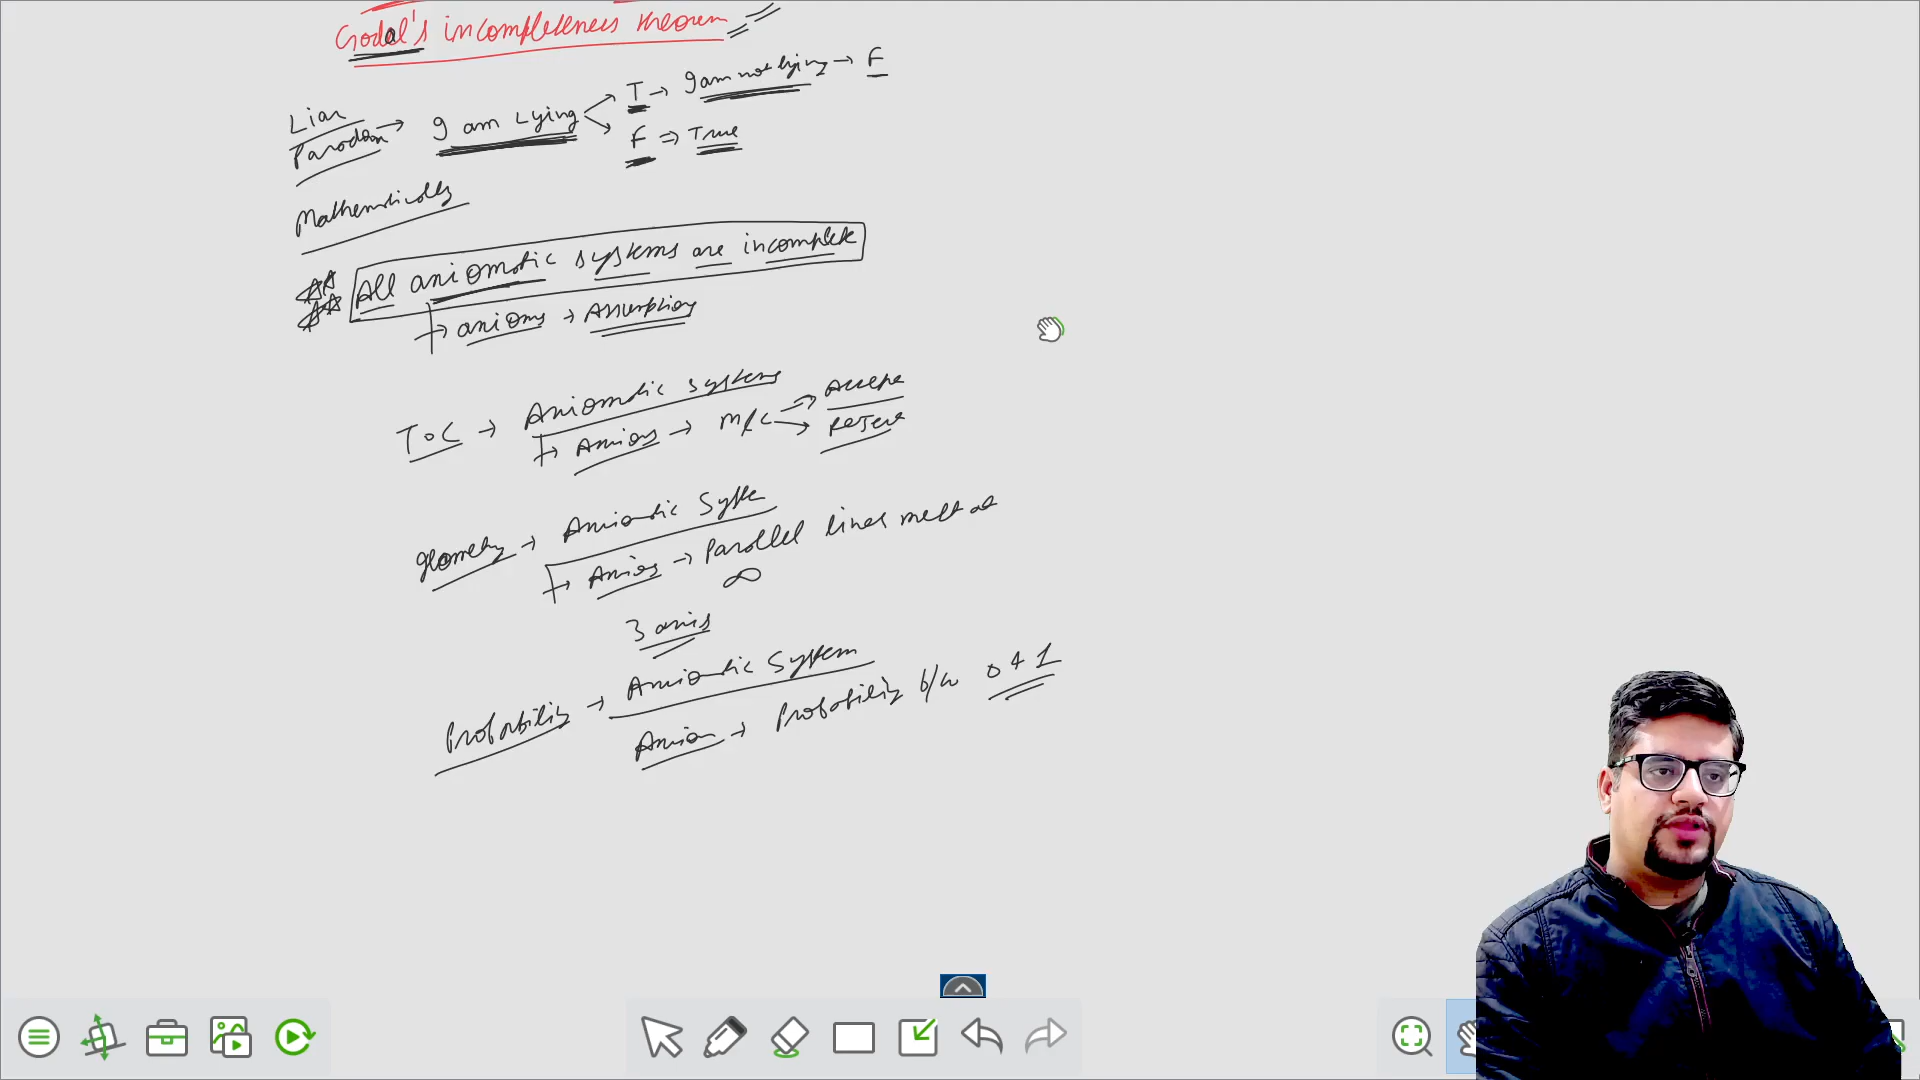 Godal's incompleteness theorem
Liar Paradox → I am Lying
T → I am not lying → F
F ⇒ True
Mathematically
All axiomatic systems are incomplete
→ axioms → Assumptions
TOC → Axiomatic systems
→ Axioms → M/C → Accept
Reject
Geometry → Axiomatic System
→ Axioms → Parallel lines meet at
∞
3 axis
Probability → Axiomatic System
Axiom → Probability b/w 0 & 1